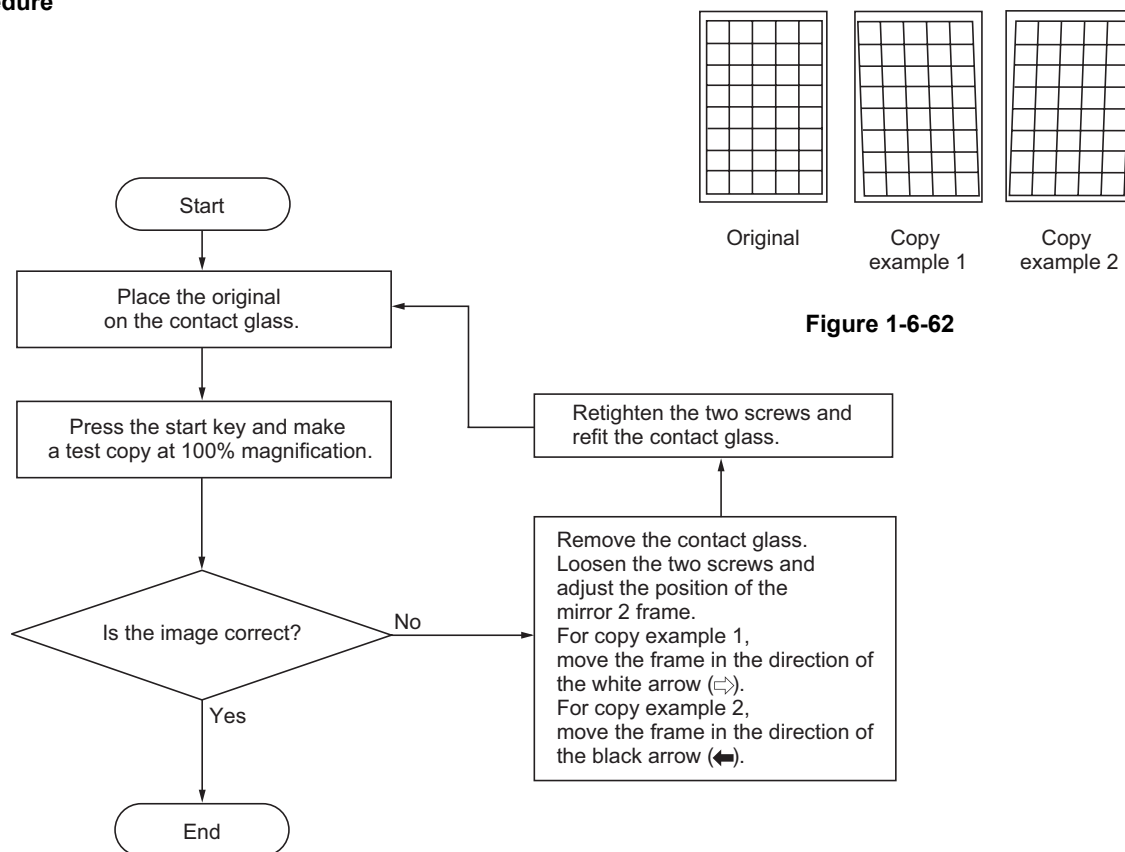 edure
Original
Copy
example 1
Copy
example 2
Figure 1-6-62
Start
Place the original
on the contact glass.
Press the start key and make
a test copy at 100% magnification.
Is the image correct?
No
Yes
End
Remove the contact glass.
Loosen the two screws and
adjust the position of the
mirror 2 frame.
For copy example 1,
move the frame in the direction of
the white arrow (⇨).
For copy example 2,
move the frame in the direction of
the black arrow (⬅).
Retighten the two screws and
refit the contact glass.